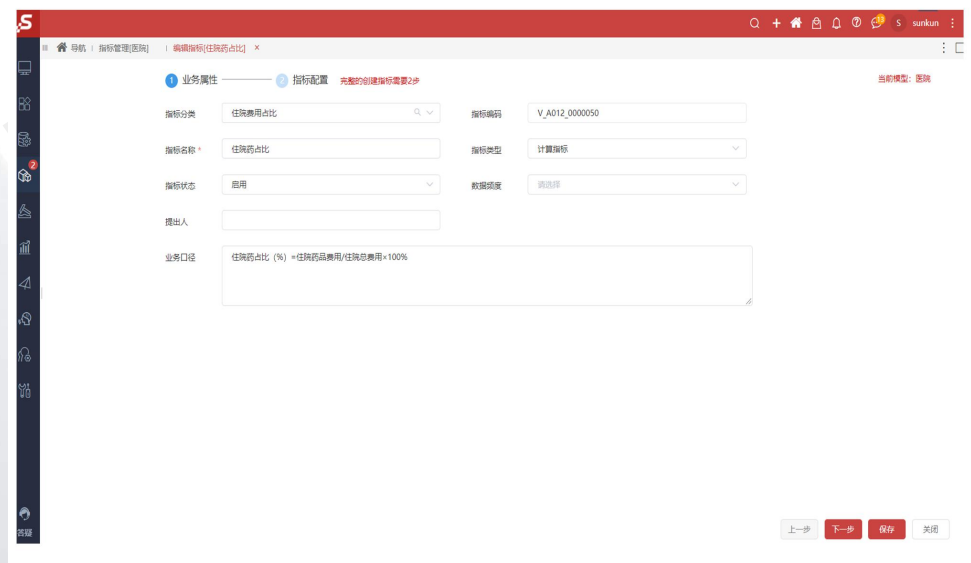 S
S sunkun
导航 指标管理[医院] 编辑指标[住院药占比] ×
1 业务属性 2 指标配置 完整的创建指标需要2步 当前模型：医院
指标分类 住院费用占比 指标编码 V_A012_0000050
2
指标名称 * 住院药占比 指标类型 计算指标
指标状态 启用 数据频度 请选择
提出人
业务口径 住院药占比（%）=住院药品费用/住院总费用×100%
答疑
上一步 下一步 保存 关闭